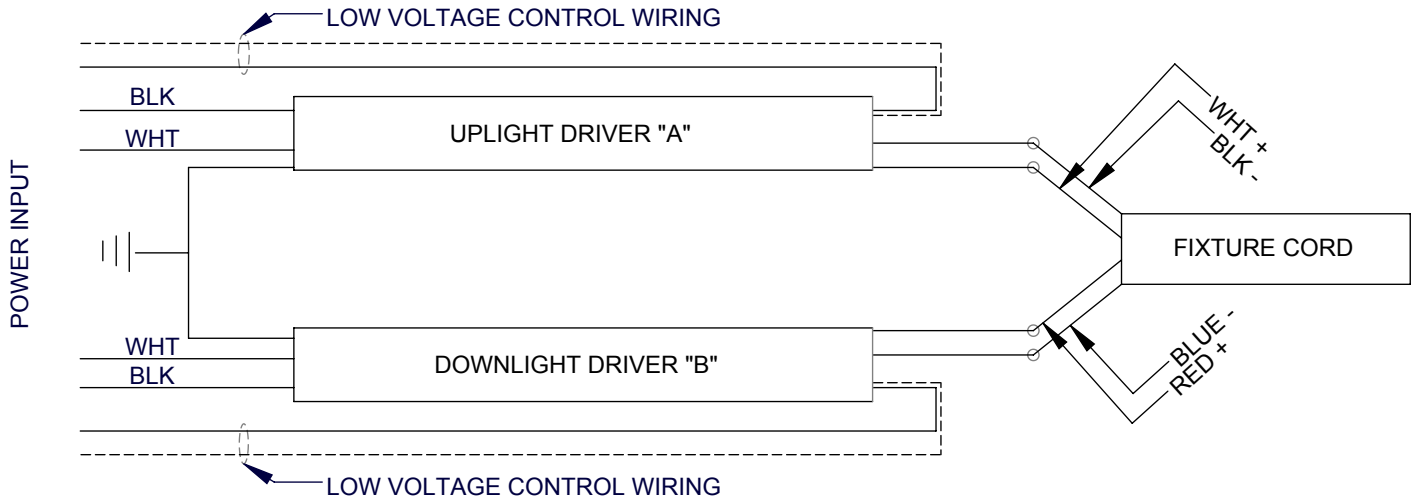 LOW VOLTAGE CONTROL WIRING
BLK
WHT
UPLIGHT DRIVER "A"
WHT +
BLK -
POWER INPUT
FIXTURE CORD
WHT
BLK
DOWNLIGHT DRIVER "B"
BLUE -
RED +
LOW VOLTAGE CONTROL WIRING